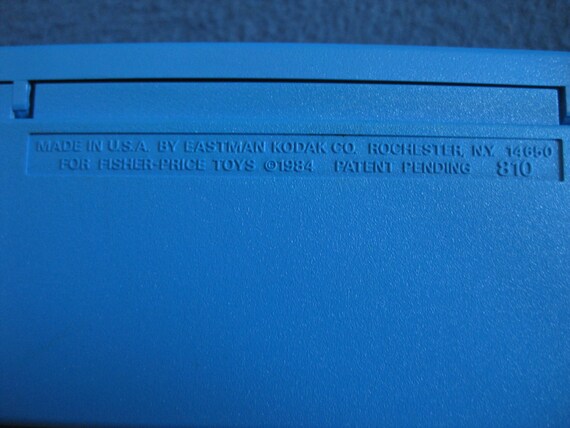 MADE IN U.S.A. BY EASTMAN KODAK CO. ROCHESTER, N.Y. 14650
FOR FISHER-PRICE TOYS ©1984 PATENT PENDING 810